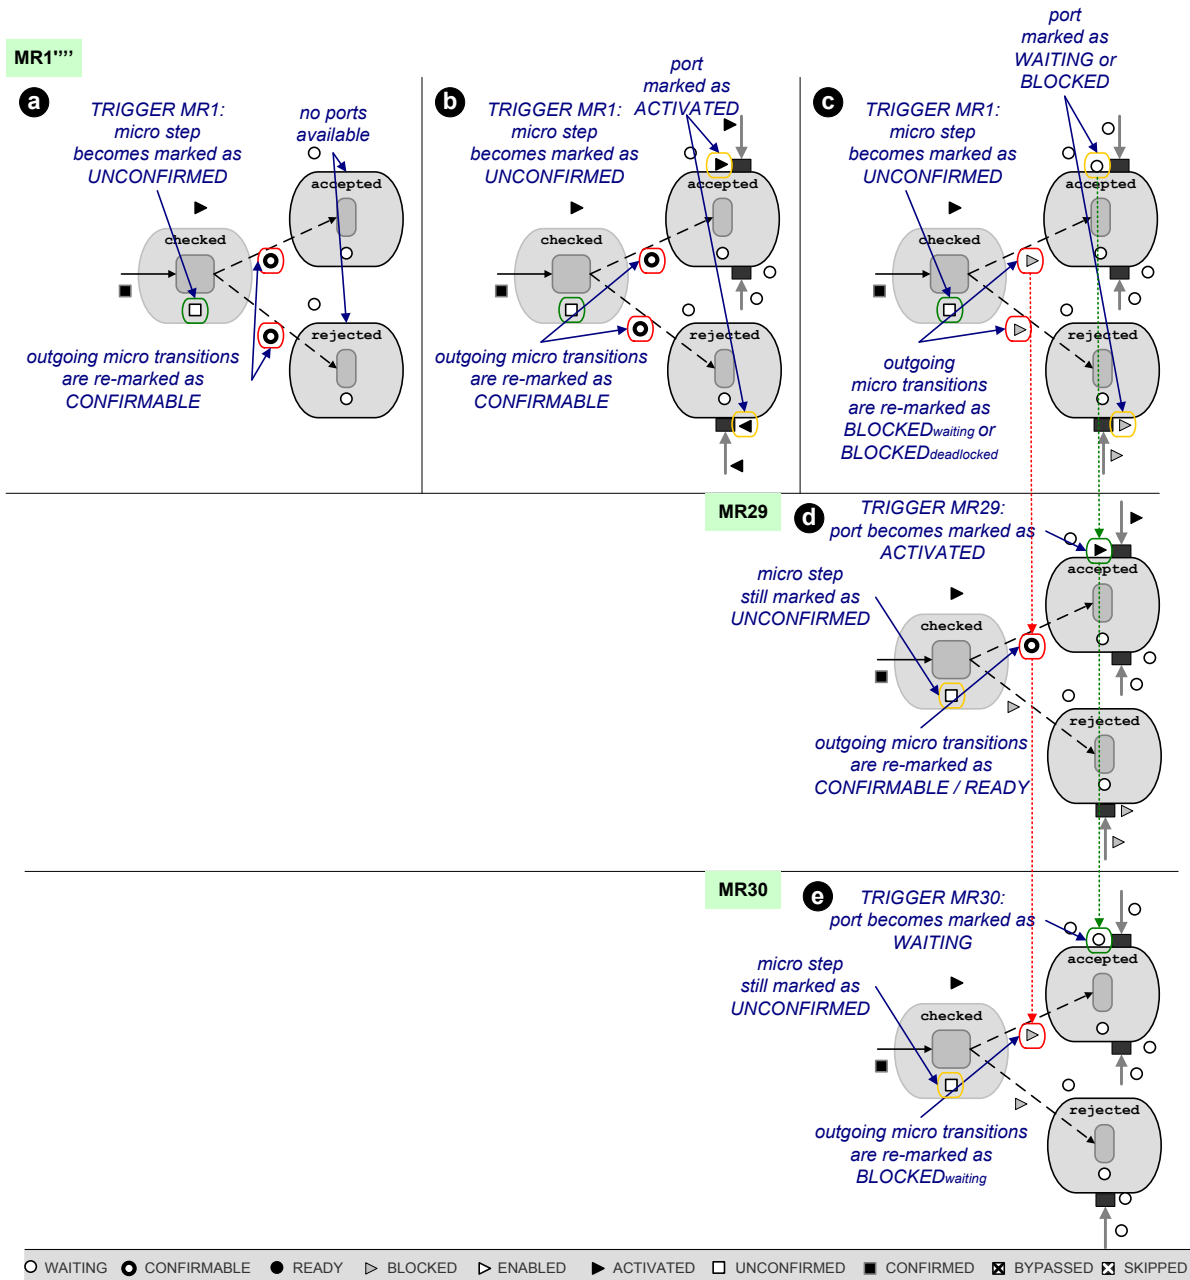 MR1''''
a
TRIGGER MR1:
micro step
becomes marked as
UNCONFIRMED
no ports
available
accepted
checked
rejected
outgoing micro transitions
are re-marked as
CONFIRMABLE
b
TRIGGER MR1:
micro step
becomes marked as
UNCONFIRMED
port
marked as
ACTIVATED
accepted
checked
rejected
outgoing micro transitions
are re-marked as
CONFIRMABLE
c
TRIGGER MR1:
micro step
becomes marked as
UNCONFIRMED
port
marked as
WAITING or
BLOCKED
accepted
checked
rejected
outgoing
micro transitions
are re-marked as
BLOCKEDwaiting or
BLOCKEDdeadlocked
MR29
d
TRIGGER MR29:
port becomes marked as
ACTIVATED
micro step
still marked as
UNCONFIRMED
accepted
checked
rejected
outgoing micro transitions
are re-marked as
CONFIRMABLE / READY
MR30
e
TRIGGER MR30:
port becomes marked as
WAITING
micro step
still marked as
UNCONFIRMED
accepted
checked
rejected
outgoing micro transitions
are re-marked as
BLOCKEDwaiting
WAITING CONFIRMABLE READY BLOCKED ENABLED ACTIVATED UNCONFIRMED CONFIRMED BYPASSED SKIPPED